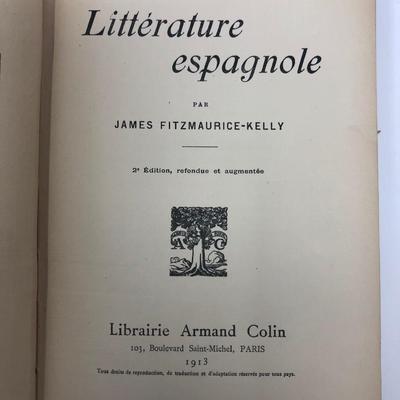 Littérature
espagnole
PAR
JAMES FITZMAURICE-KELLY
2e Édition, refondue et augmentée
A C
Librairie Armand Colin
103, Boulevard Saint-Michel, PARIS
1913
Tous droits de reproduction, de traduction et d'adaptation réservés pour tous pays.